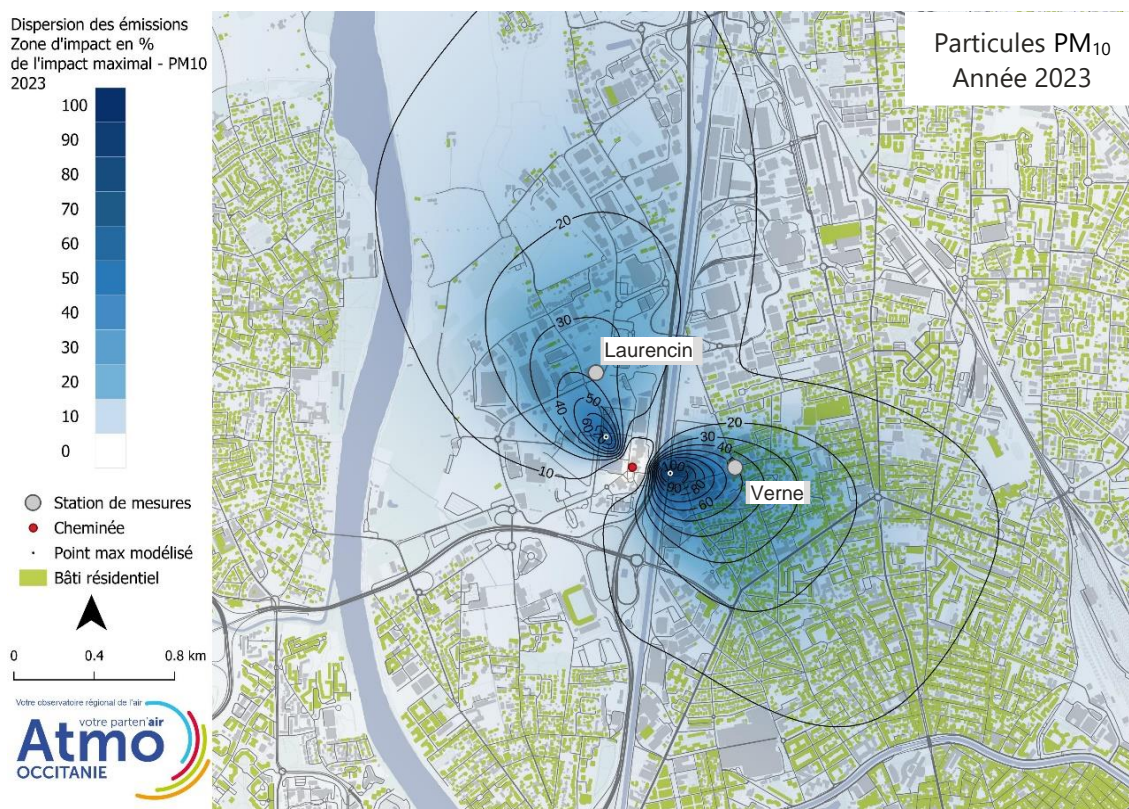 Dispersion des émissions
Zone d'impact en %
de l'impact maximal - PM10
2023
100
90
80
70
60
50
40
30
20
10
0
Station de mesures
Cheminée
Point max modélisé
Bâti résidentiel
0 0.4 0.8 km
Votre observatoire régional de l'air
votre parten'air
Atmo
OCCITANIE
Particules PM₁₀
Année 2023
20
30
Laurencin
50
40
60
10
20
30
40
Verne
90
80
60